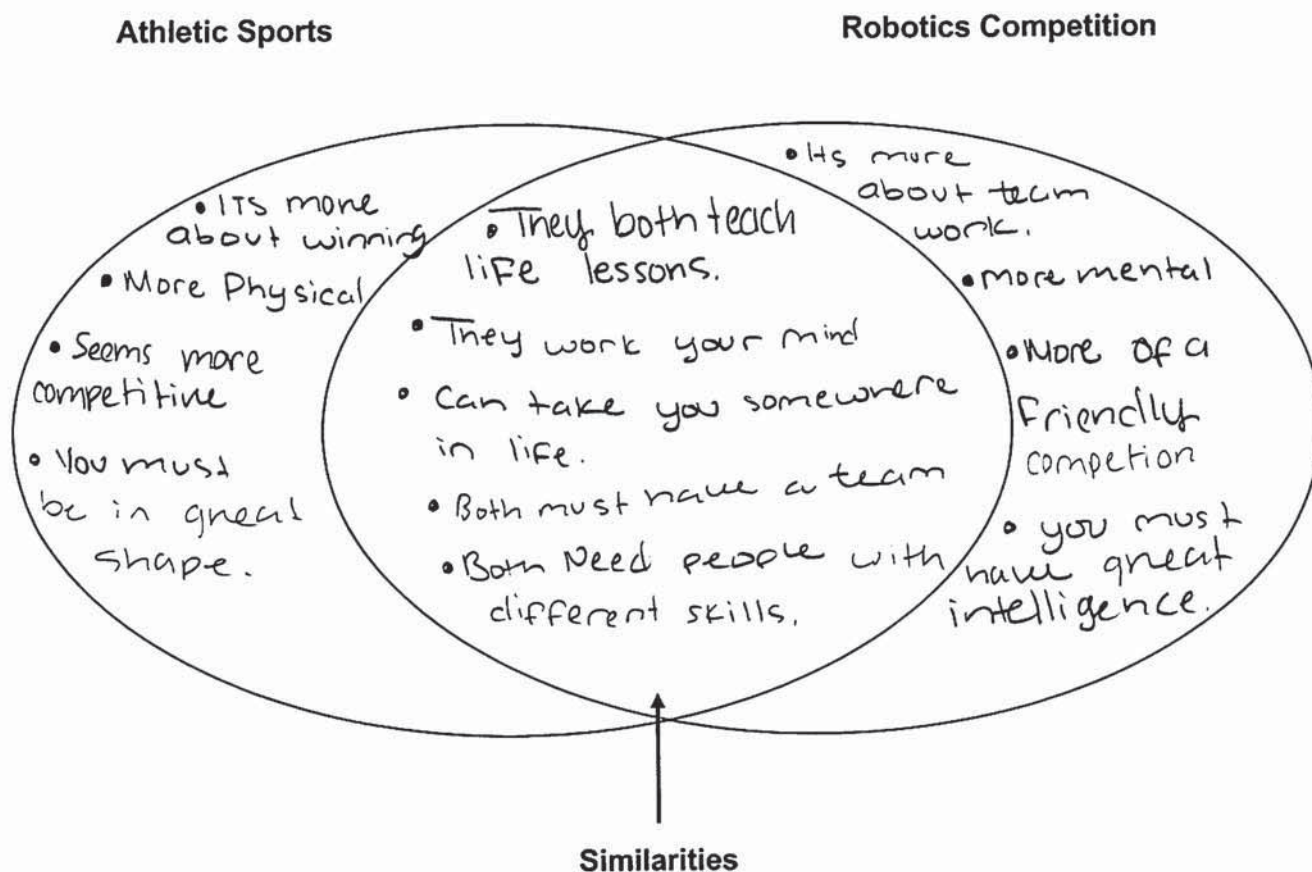 Athletic Sports
Robotics Competition
• ITS more
about winning
• More Physical
• Seems more
competitive
• You must
be in great
shape.
• They both teach
life lessons.
• They work your mind
• Can take you somewhere
in life.
• Both must have a team
• Both Need people with
different skills.
• Its more
about team
work.
• more mental
• More of a
Friendly
competion
• you must
have great
intelligence.
Similarities